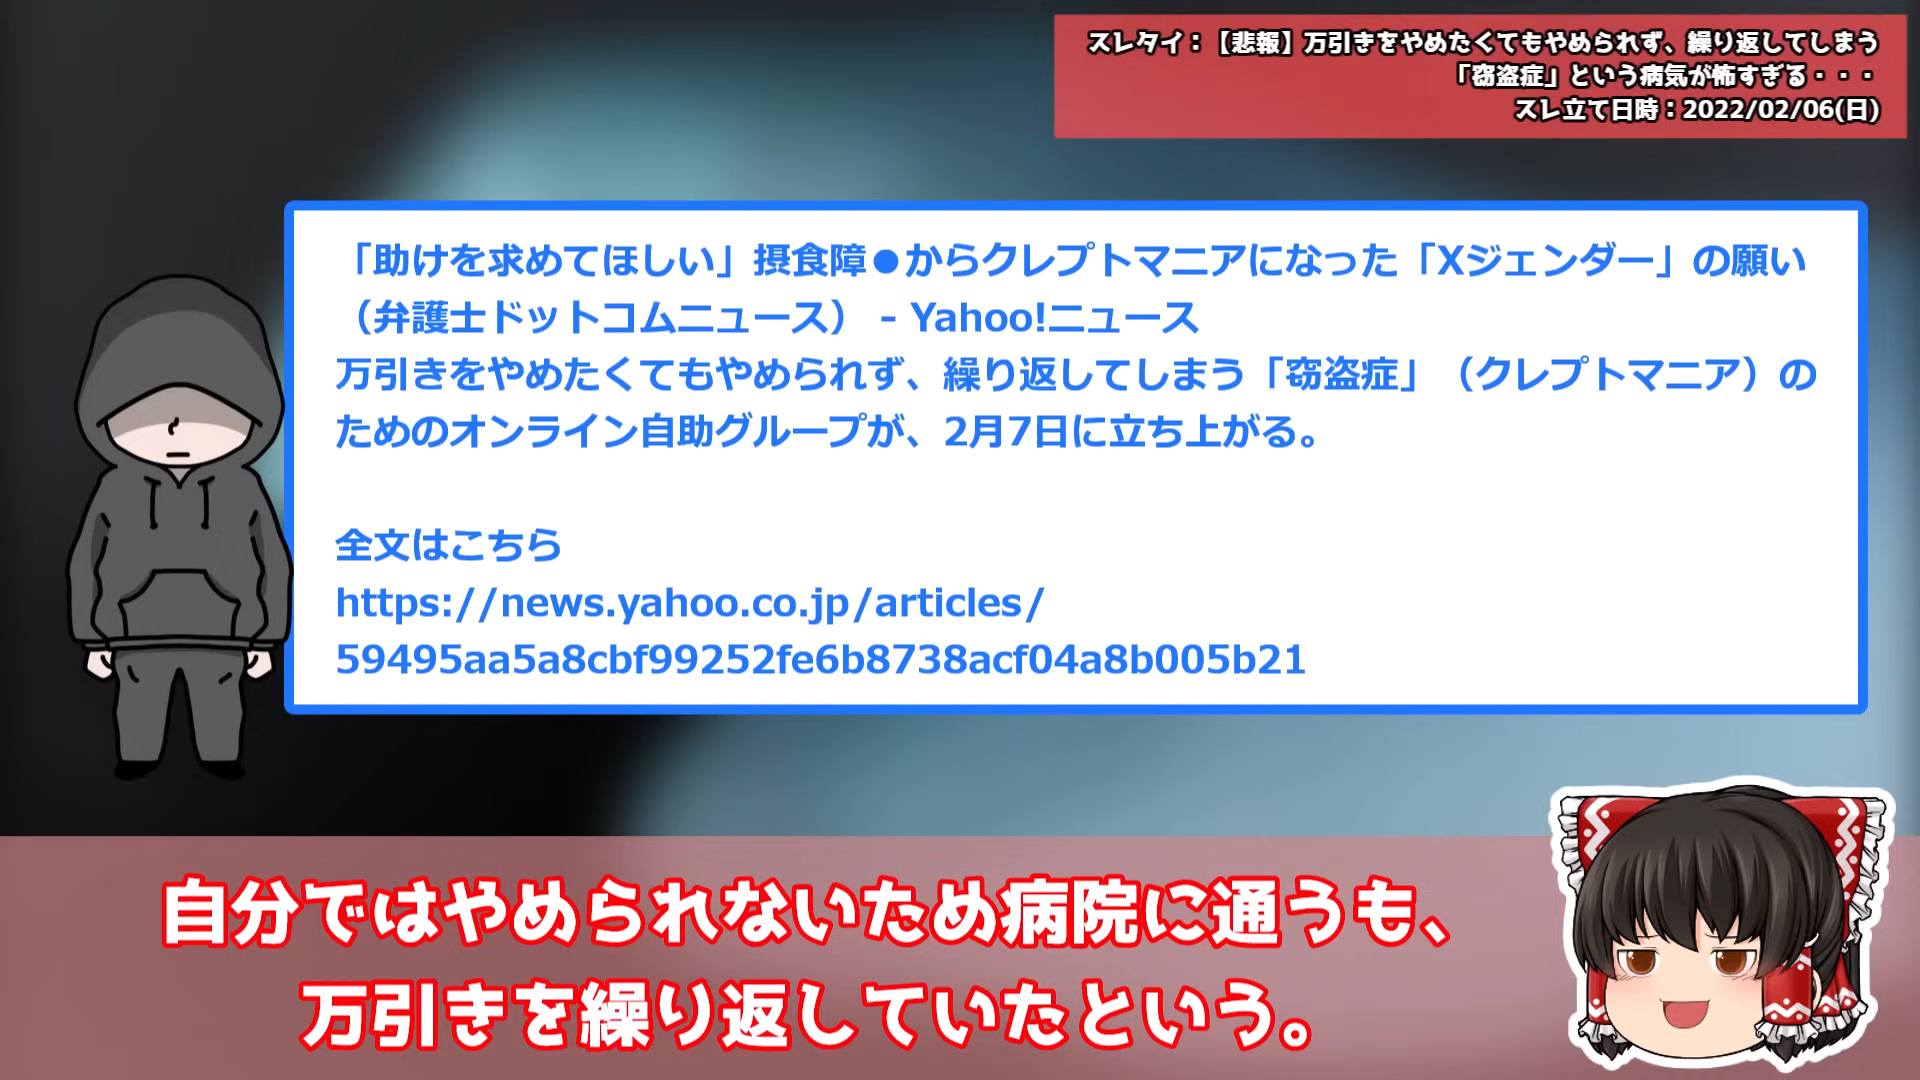 スレタイ：【悲報】万引きをやめたくてもやめられず、繰り返してしまう
「窃盗症」という病気が怖すぎる・・・
スレ立て日時：2022/02/06(日)
「助けを求めてほしい」摂食障●からクレプトマニアになった「Xジェンダー」の願い
（弁護士ドットコムニュース） - Yahoo!ニュース
万引きをやめたくてもやめられず、繰り返してしまう「窃盗症」（クレプトマニア）の
ためのオンライン自助グループが、2月7日に立ち上がる。
全文はこちら
https://news.yahoo.co.jp/articles/
59495aa5a8cbf99252fe6b8738acf04a8b005b21
自分ではやめられないため病院に通うも、
万引きを繰り返していたという。